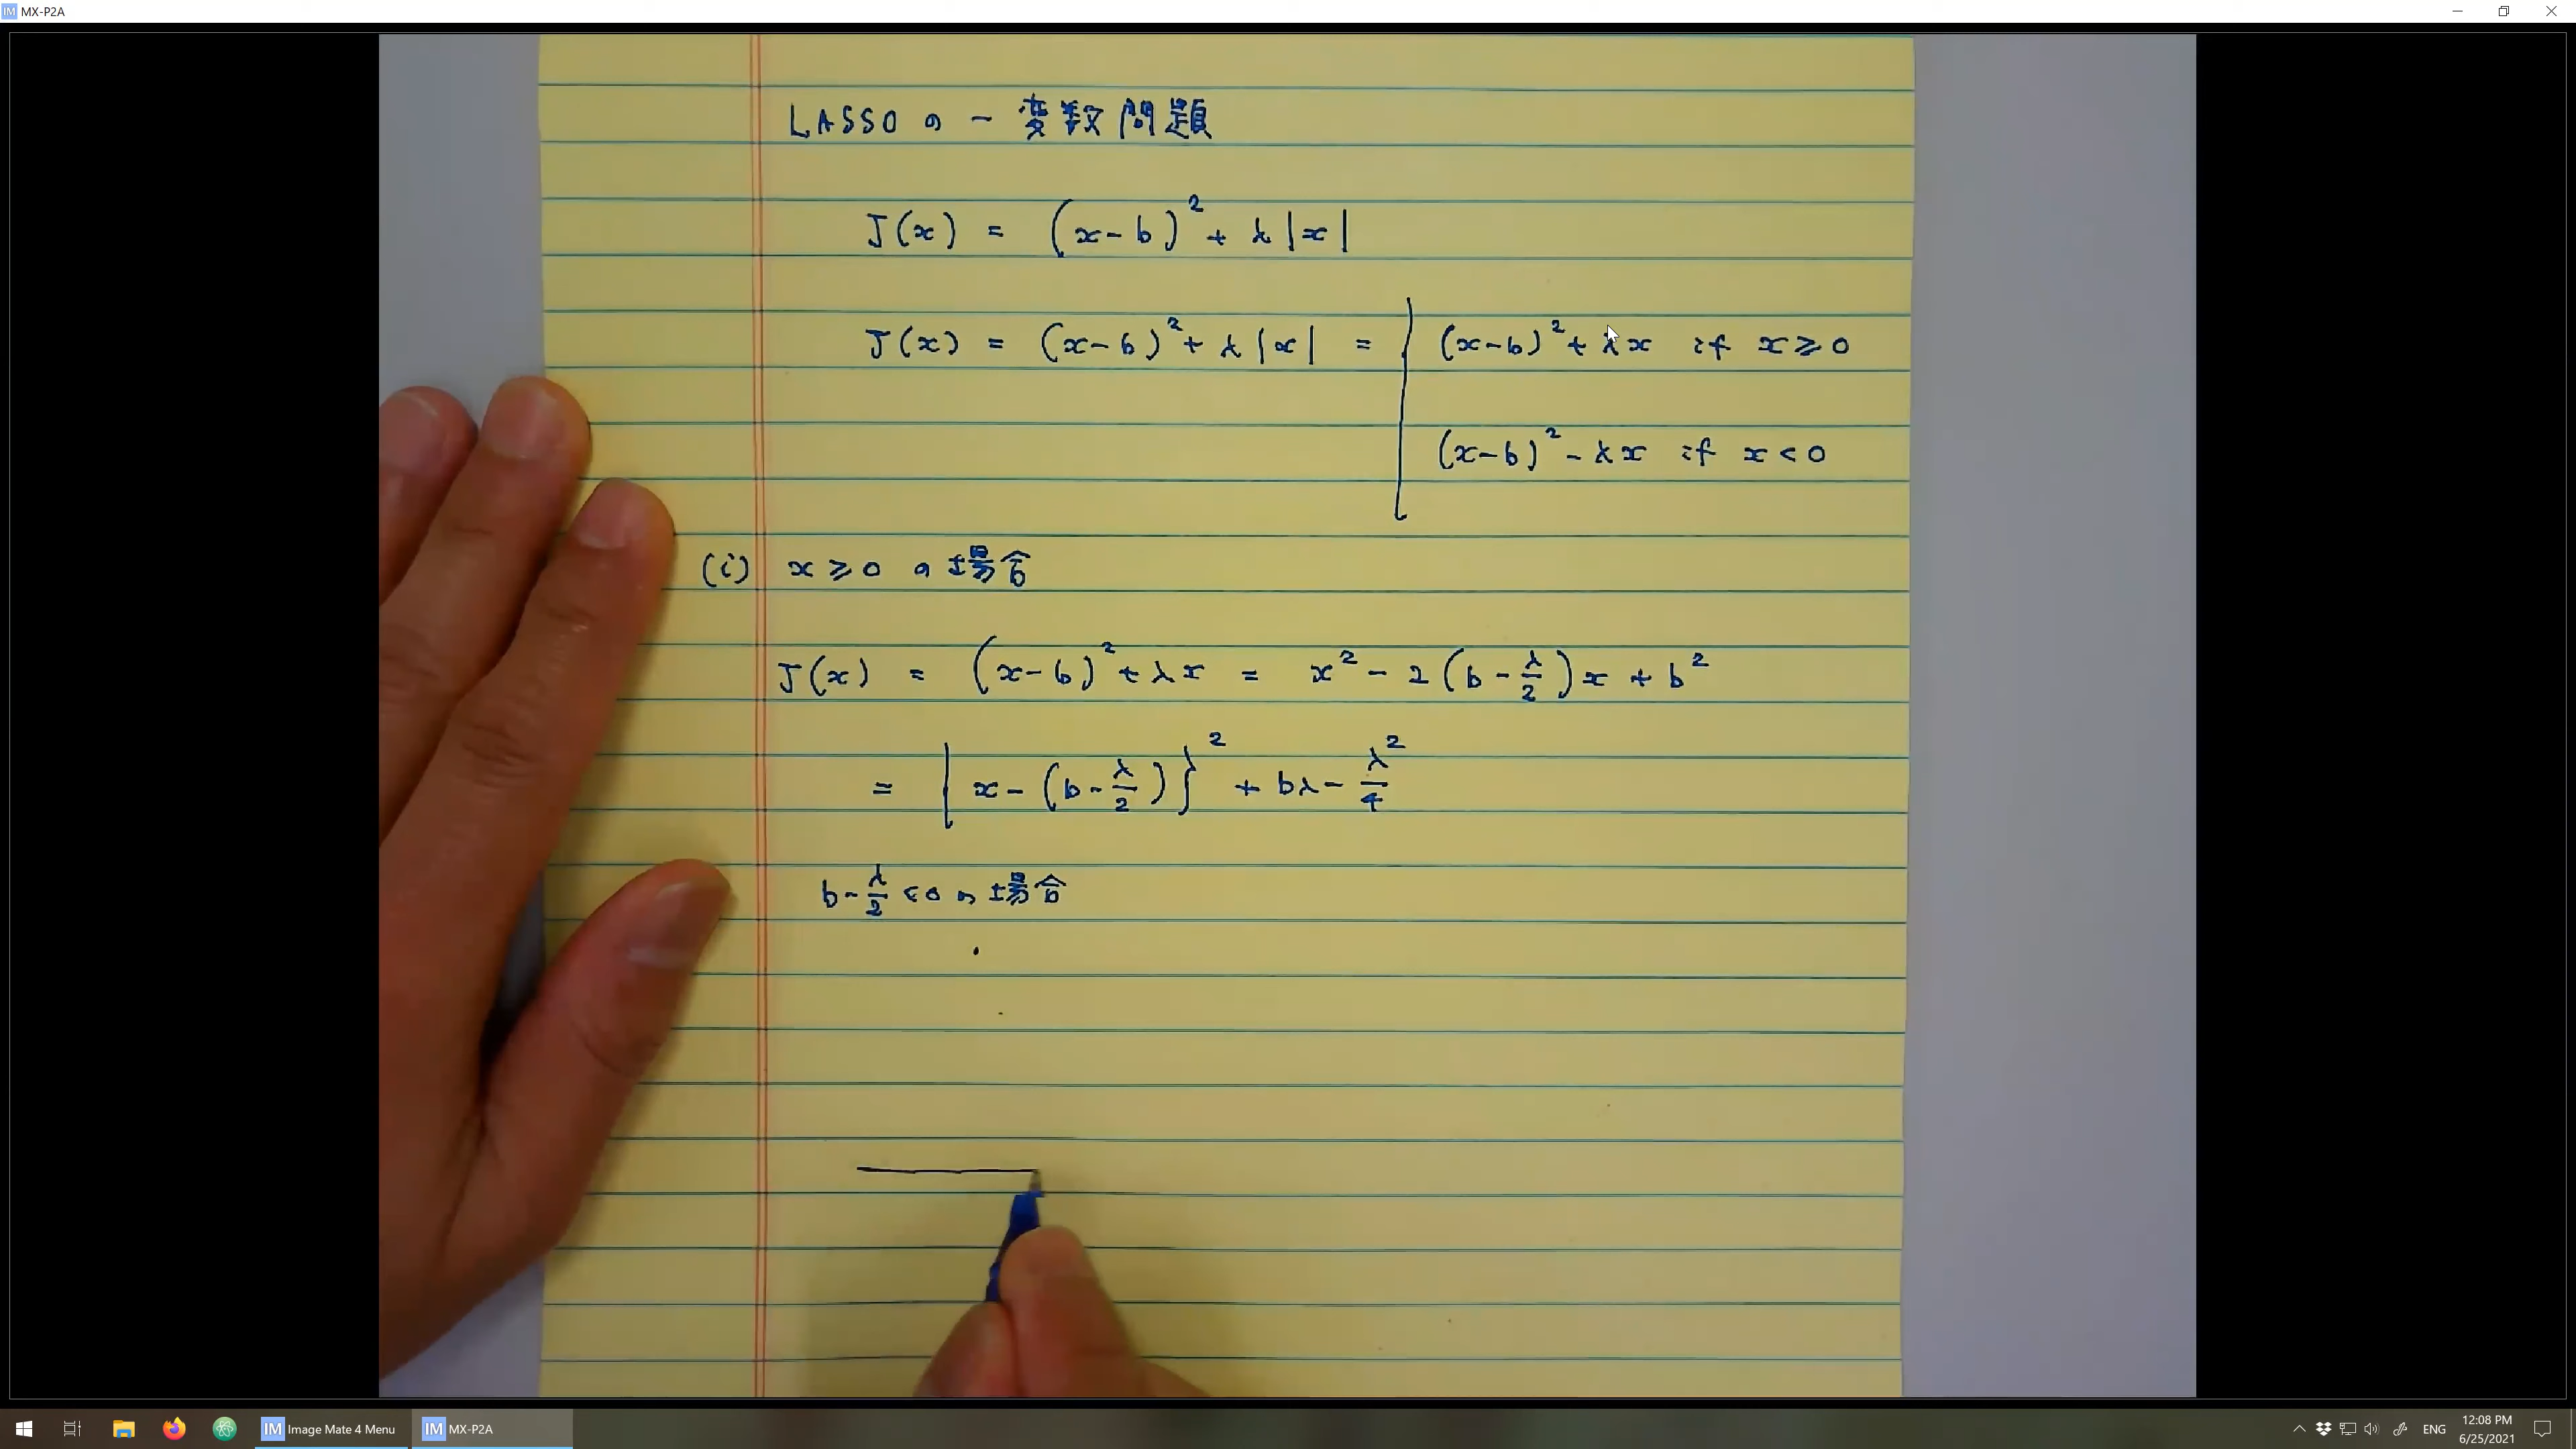 MX-P2A
LASSO の一変数問題
J(x) = (x-b)² + λ|x|
J(x) = (x-b)² + λ|x| = { (x-b)² + λx if x ≥ 0
(x-b)² - λx if x < 0
(i) x ≥ 0 の場合
J(x) = (x-b)² + λx = x² - 2(b - λ/2)x + b²
= { x - (b - λ/2) }² + bλ - λ²/4
b - λ/2 < 0 の場合
IM Image Mate 4 Menu
IM MX-P2A
ENG
12:08 PM
6/25/2021